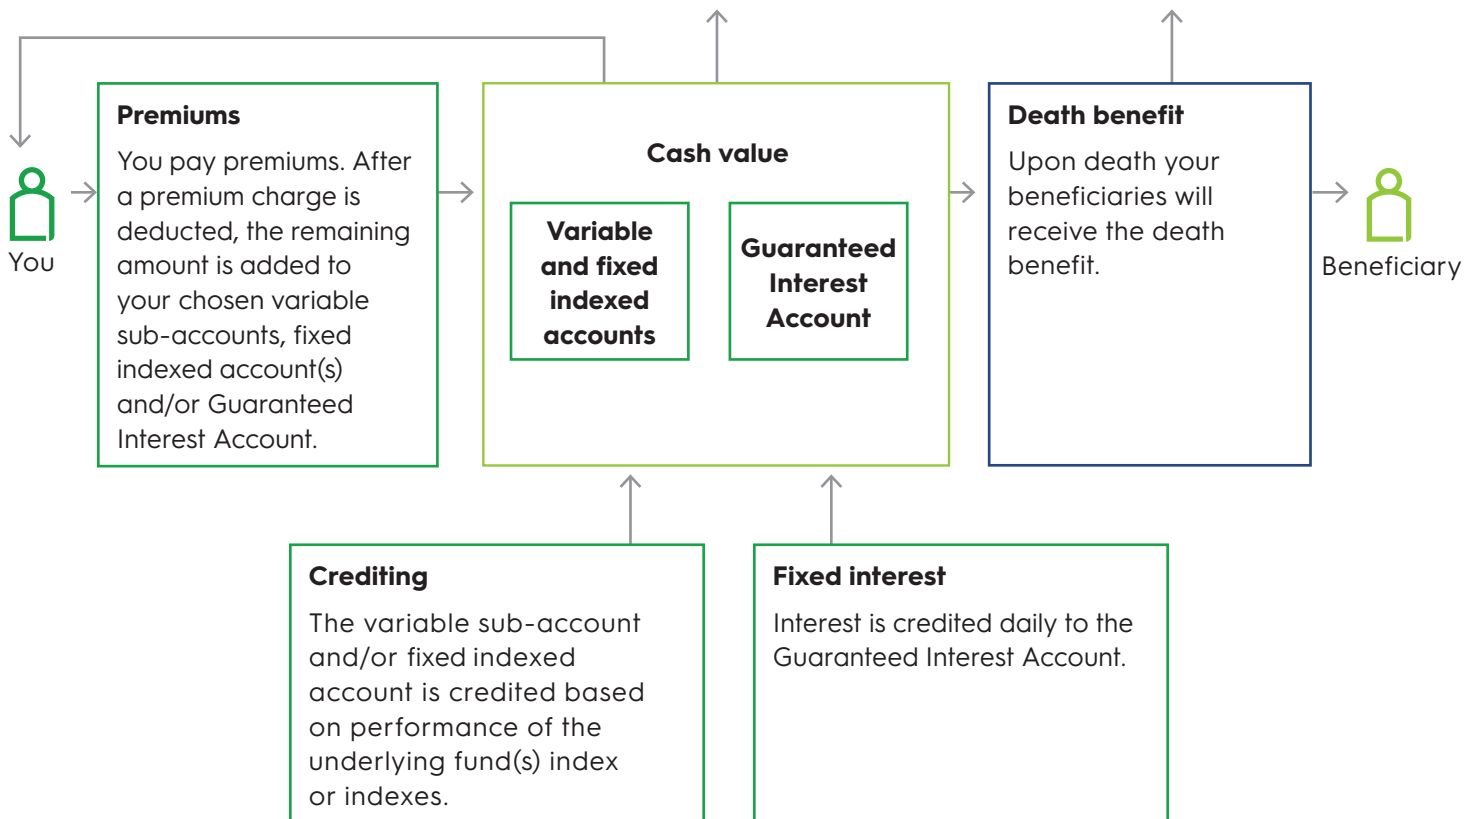 You
Premiums
You pay premiums. After
a premium charge is
deducted, the remaining
amount is added to
your chosen variable
sub-accounts, fixed
indexed account(s)
and/or Guaranteed
Interest Account.
Cash value
Variable
and fixed
indexed
accounts
Guaranteed
Interest
Account
Death benefit
Upon death your
beneficiaries will
receive the death
benefit.
Beneficiary
Crediting
The variable sub-account
and/or fixed indexed
account is credited based
on performance of the
underlying fund(s) index
or indexes.
Fixed interest
Interest is credited daily to the
Guaranteed Interest Account.